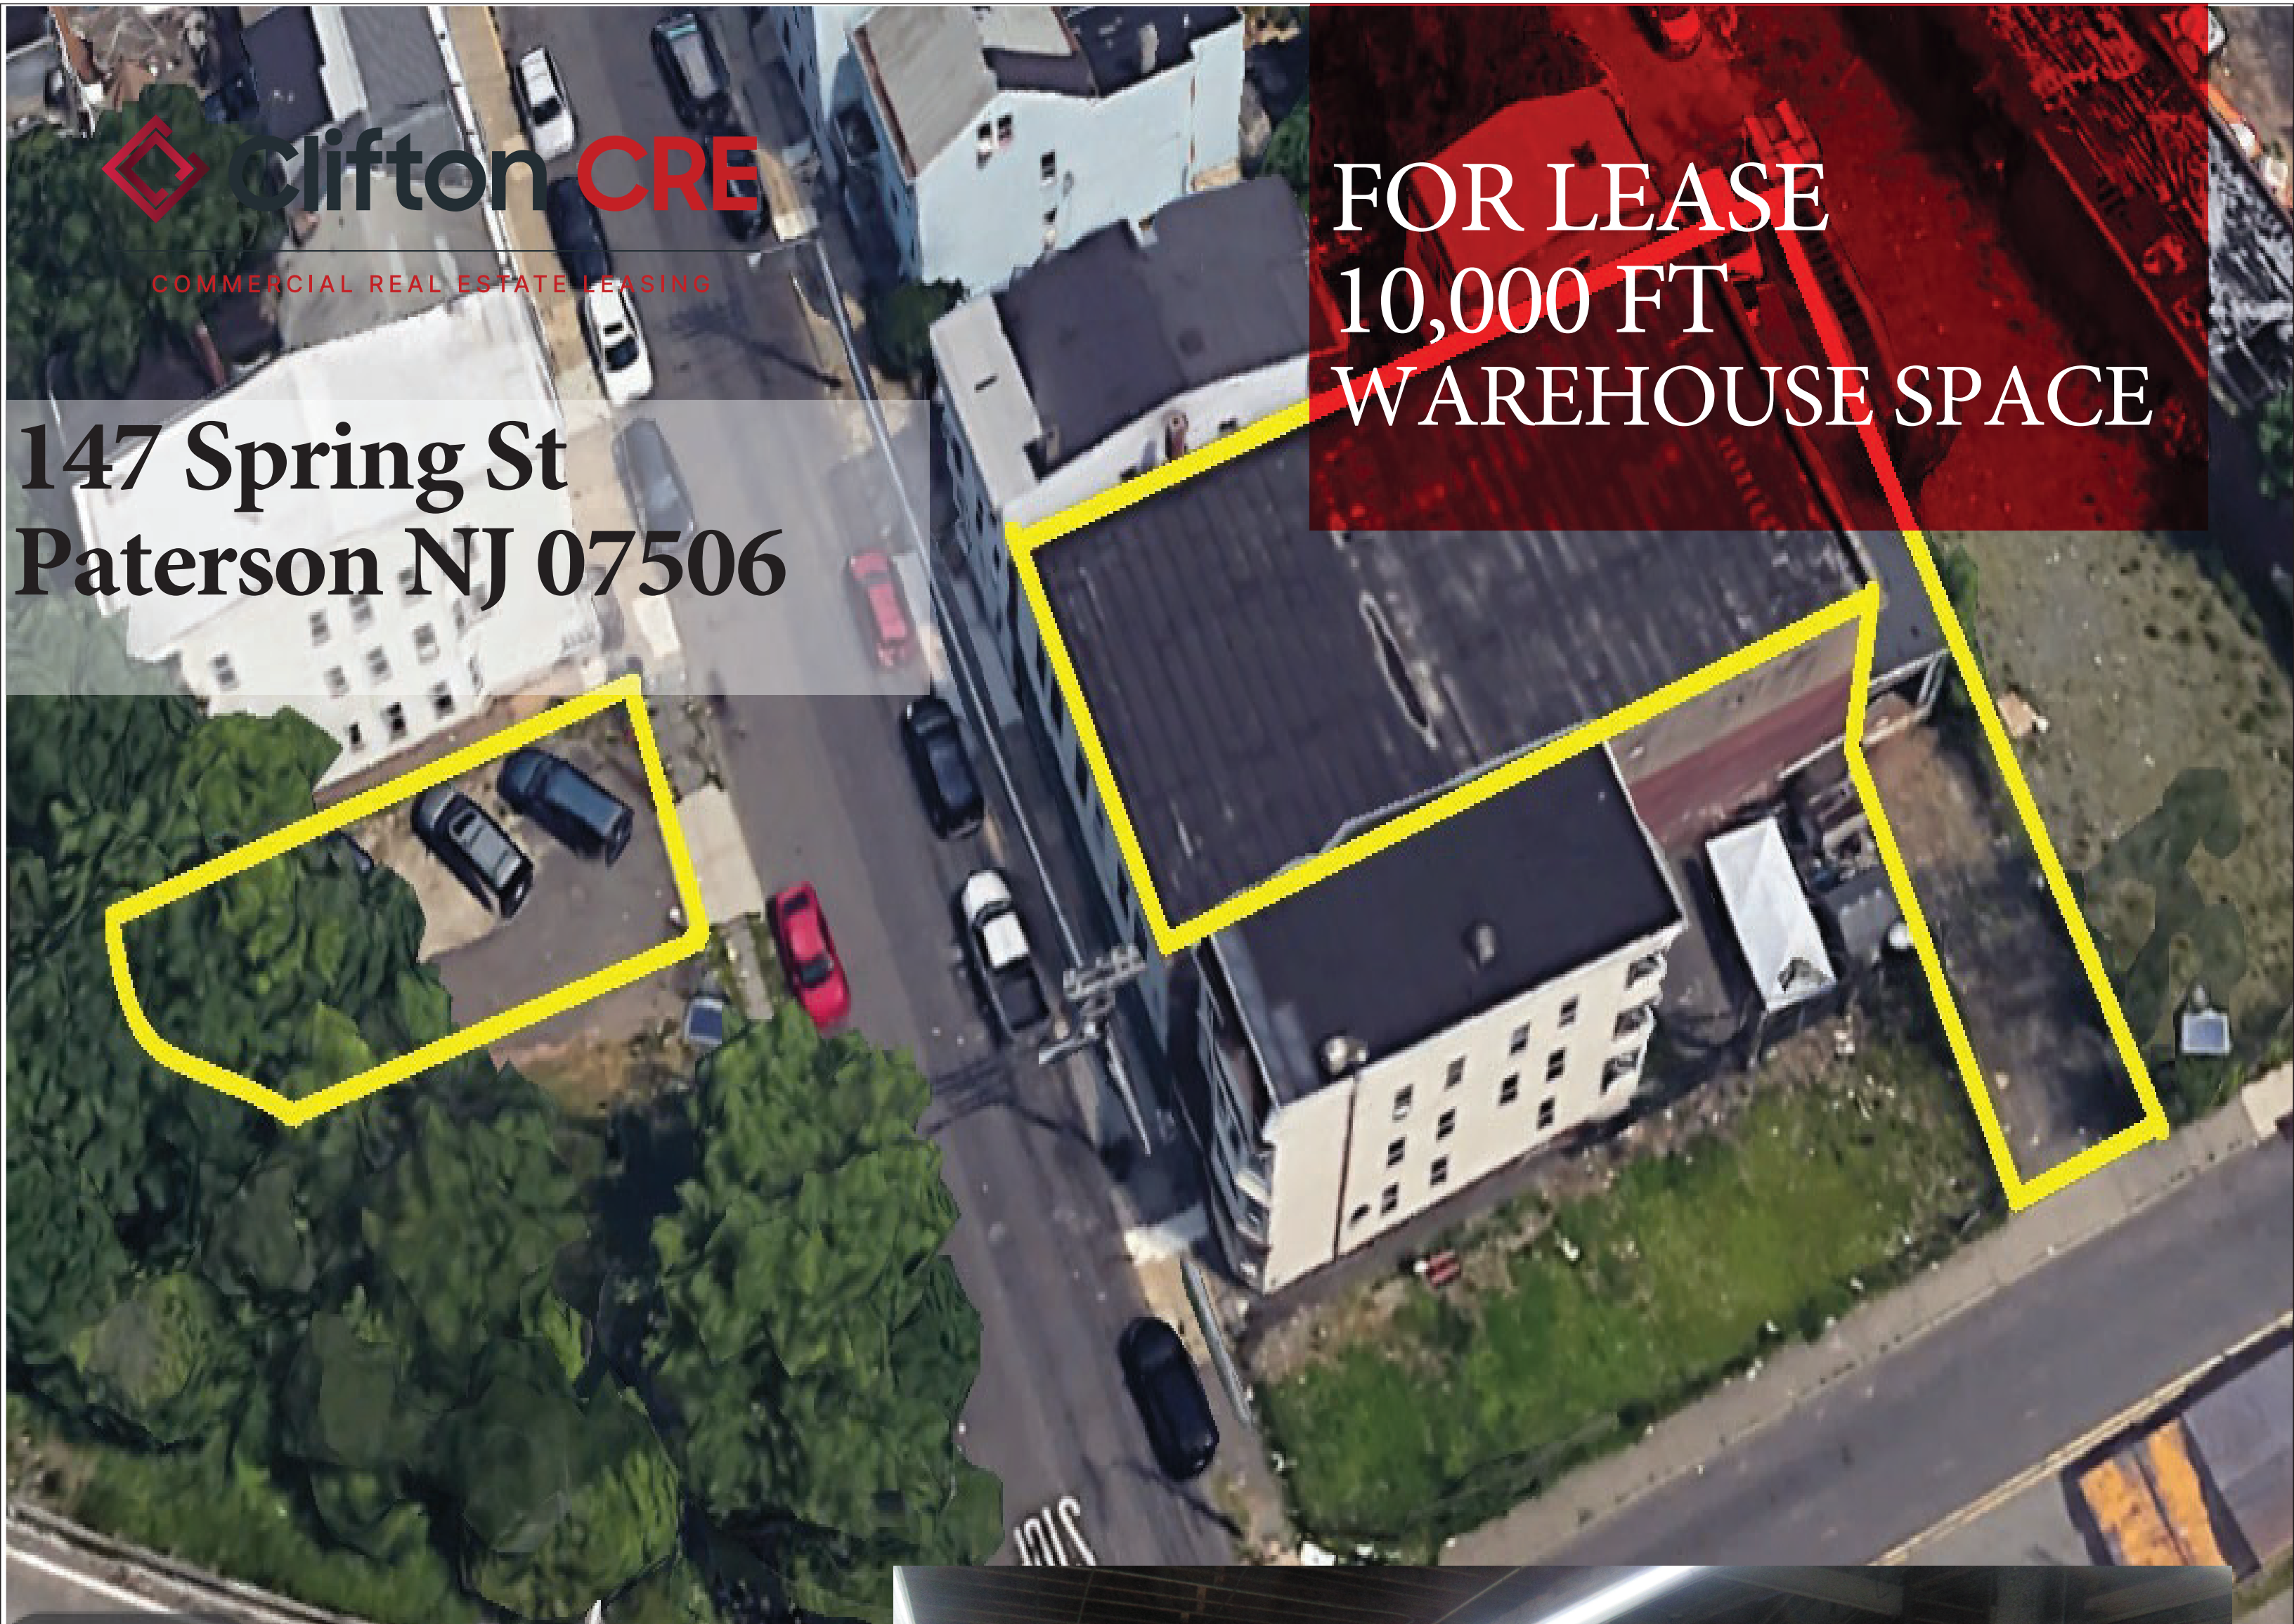 Clifton CRE
COMMERCIAL REAL ESTATE LEASING
FOR LEASE
10,000 FT
WAREHOUSE SPACE
147 Spring St
Paterson NJ 07506